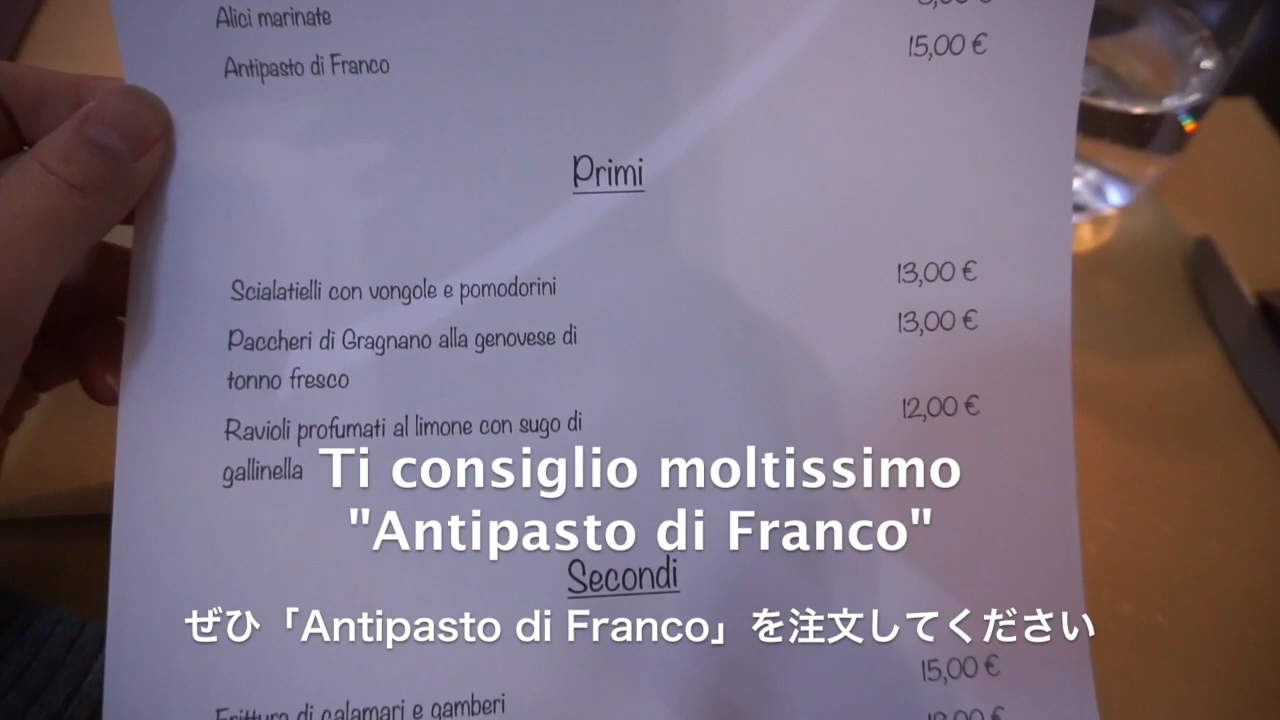 Alici marinate
Antipasto di Franco 15,00 €
Primi
Scialatielli con vongole e pomodorini 13,00 €
Paccheri di Gragnano alla genovese di 13,00 €
tonno fresco
Ravioli profumati al limone con sugo di 12,00 €
gallinella
Ti consiglio moltissimo
"Antipasto di Franco"
Secondi
ぜひ「Antipasto di Franco」を注文してください
15,00 €
Frittura di calamari e gamberi